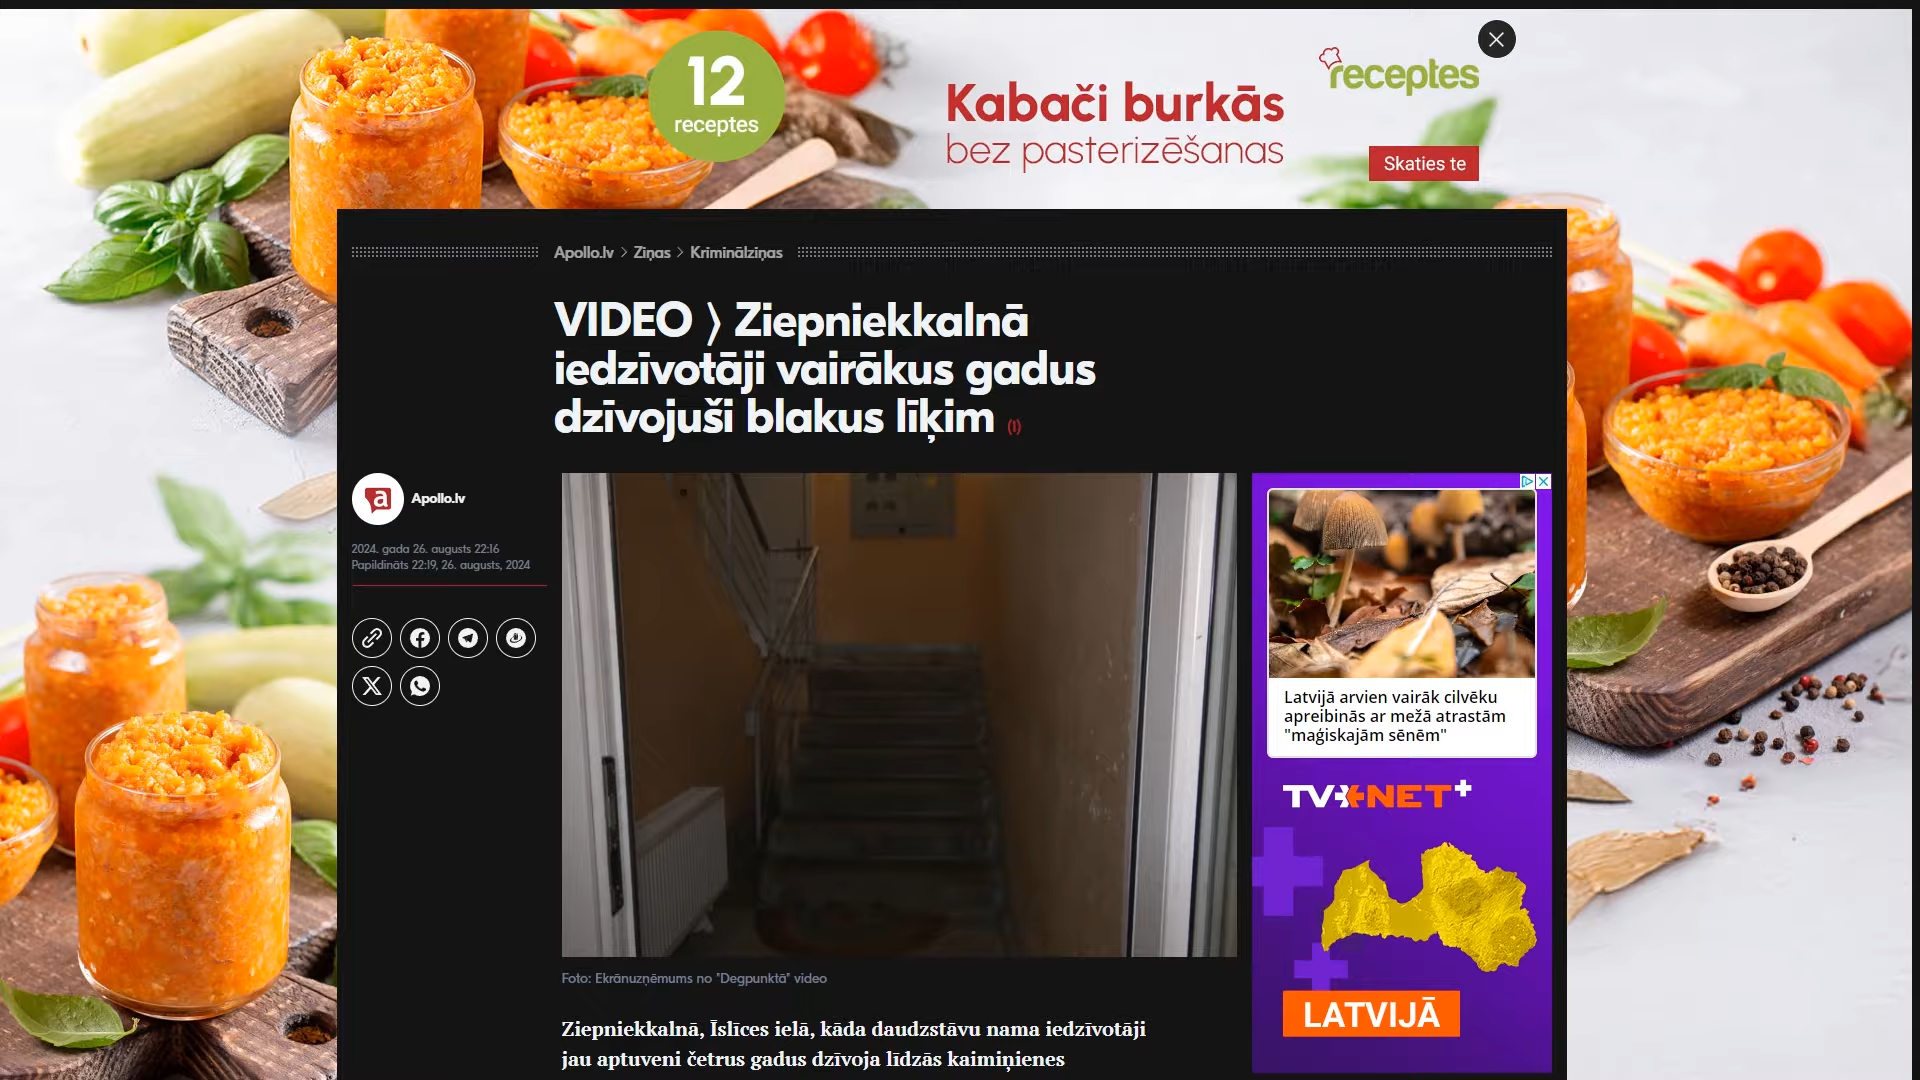 12
receptes
Kabači burkās
bez pasterizēšanas
receptes
Skaties te
Apollo.lv > Ziņas > Kriminālziņas
VIDEO ⟩ Ziepniekkalnā
iedzīvotāji vairākus gadus
dzīvojuši blakus līķim (1)
Apollo.lv
2024. gada 26. augusts 22:16
Papildināts 22:19, 26. augusts, 2024
Latvijā arvien vairāk cilvēku
apreibinās ar mežā atrastām
"maģiskajām sēnēm"
TVNET+
LATVIJĀ
Foto: Ekrānuzņēmums no "Degpunktā" video
Ziepniekkalnā, Īslīces ielā, kāda daudzstāvu nama iedzīvotāji
jau aptuveni četrus gadus dzīvoja līdzās kaimiņienes